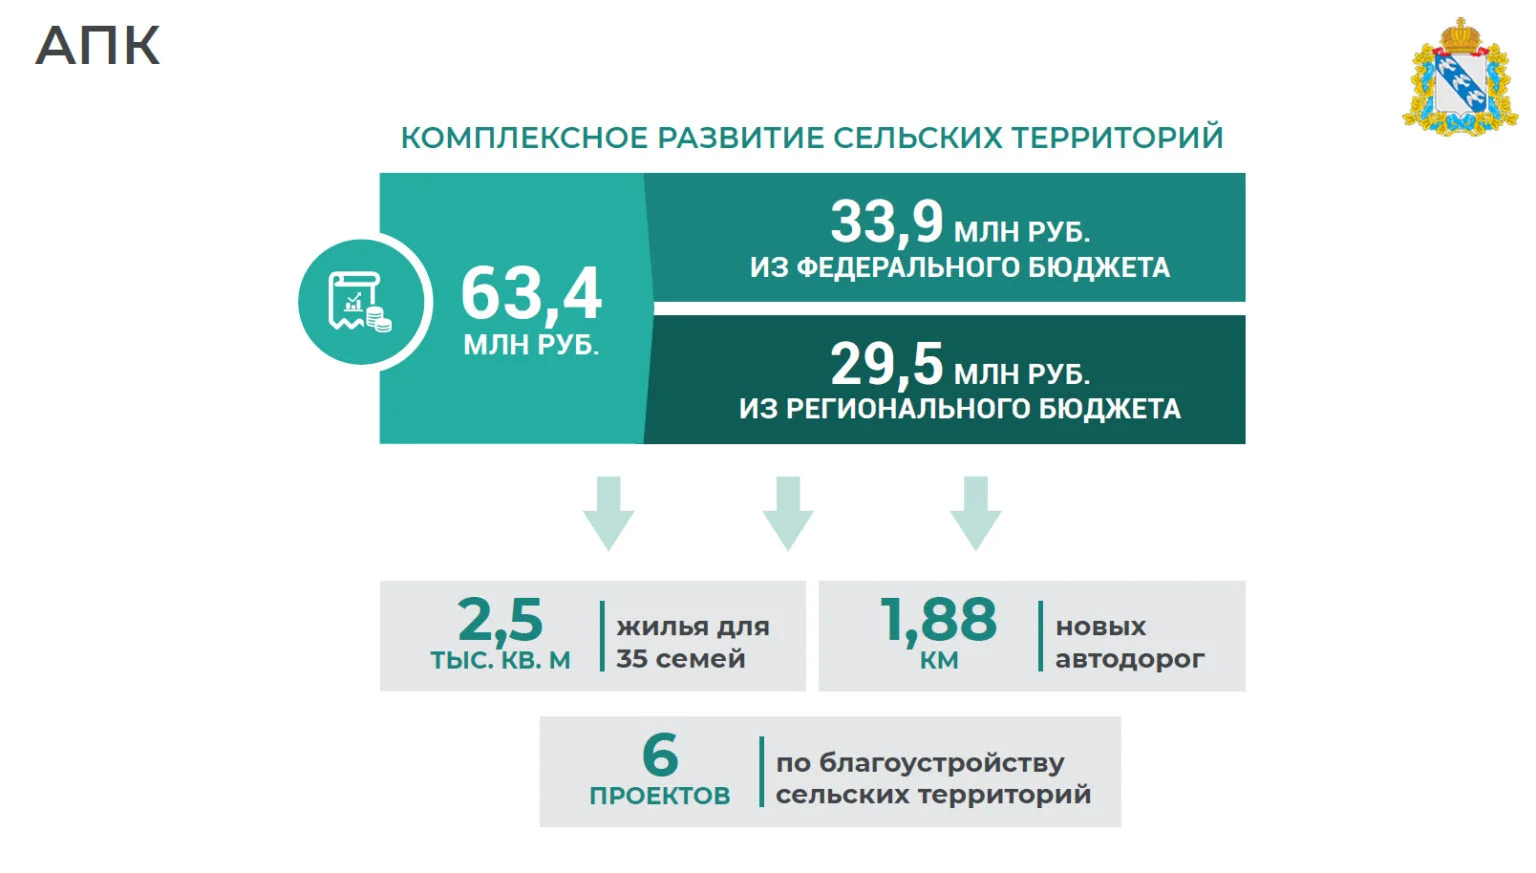 АПК
КОМПЛЕКСНОЕ РАЗВИТИЕ СЕЛЬСКИХ ТЕРРИТОРИЙ
63,4
МЛН РУБ.
33,9 МЛН РУБ.
ИЗ ФЕДЕРАЛЬНОГО БЮДЖЕТА
29,5 МЛН РУБ.
ИЗ РЕГИОНАЛЬНОГО БЮДЖЕТА
2,5
ТЫС. КВ. М
жилья для
35 семей
1,88
КМ
новых
автодорог
6
ПРОЕКТОВ
по благоустройству
сельских территорий